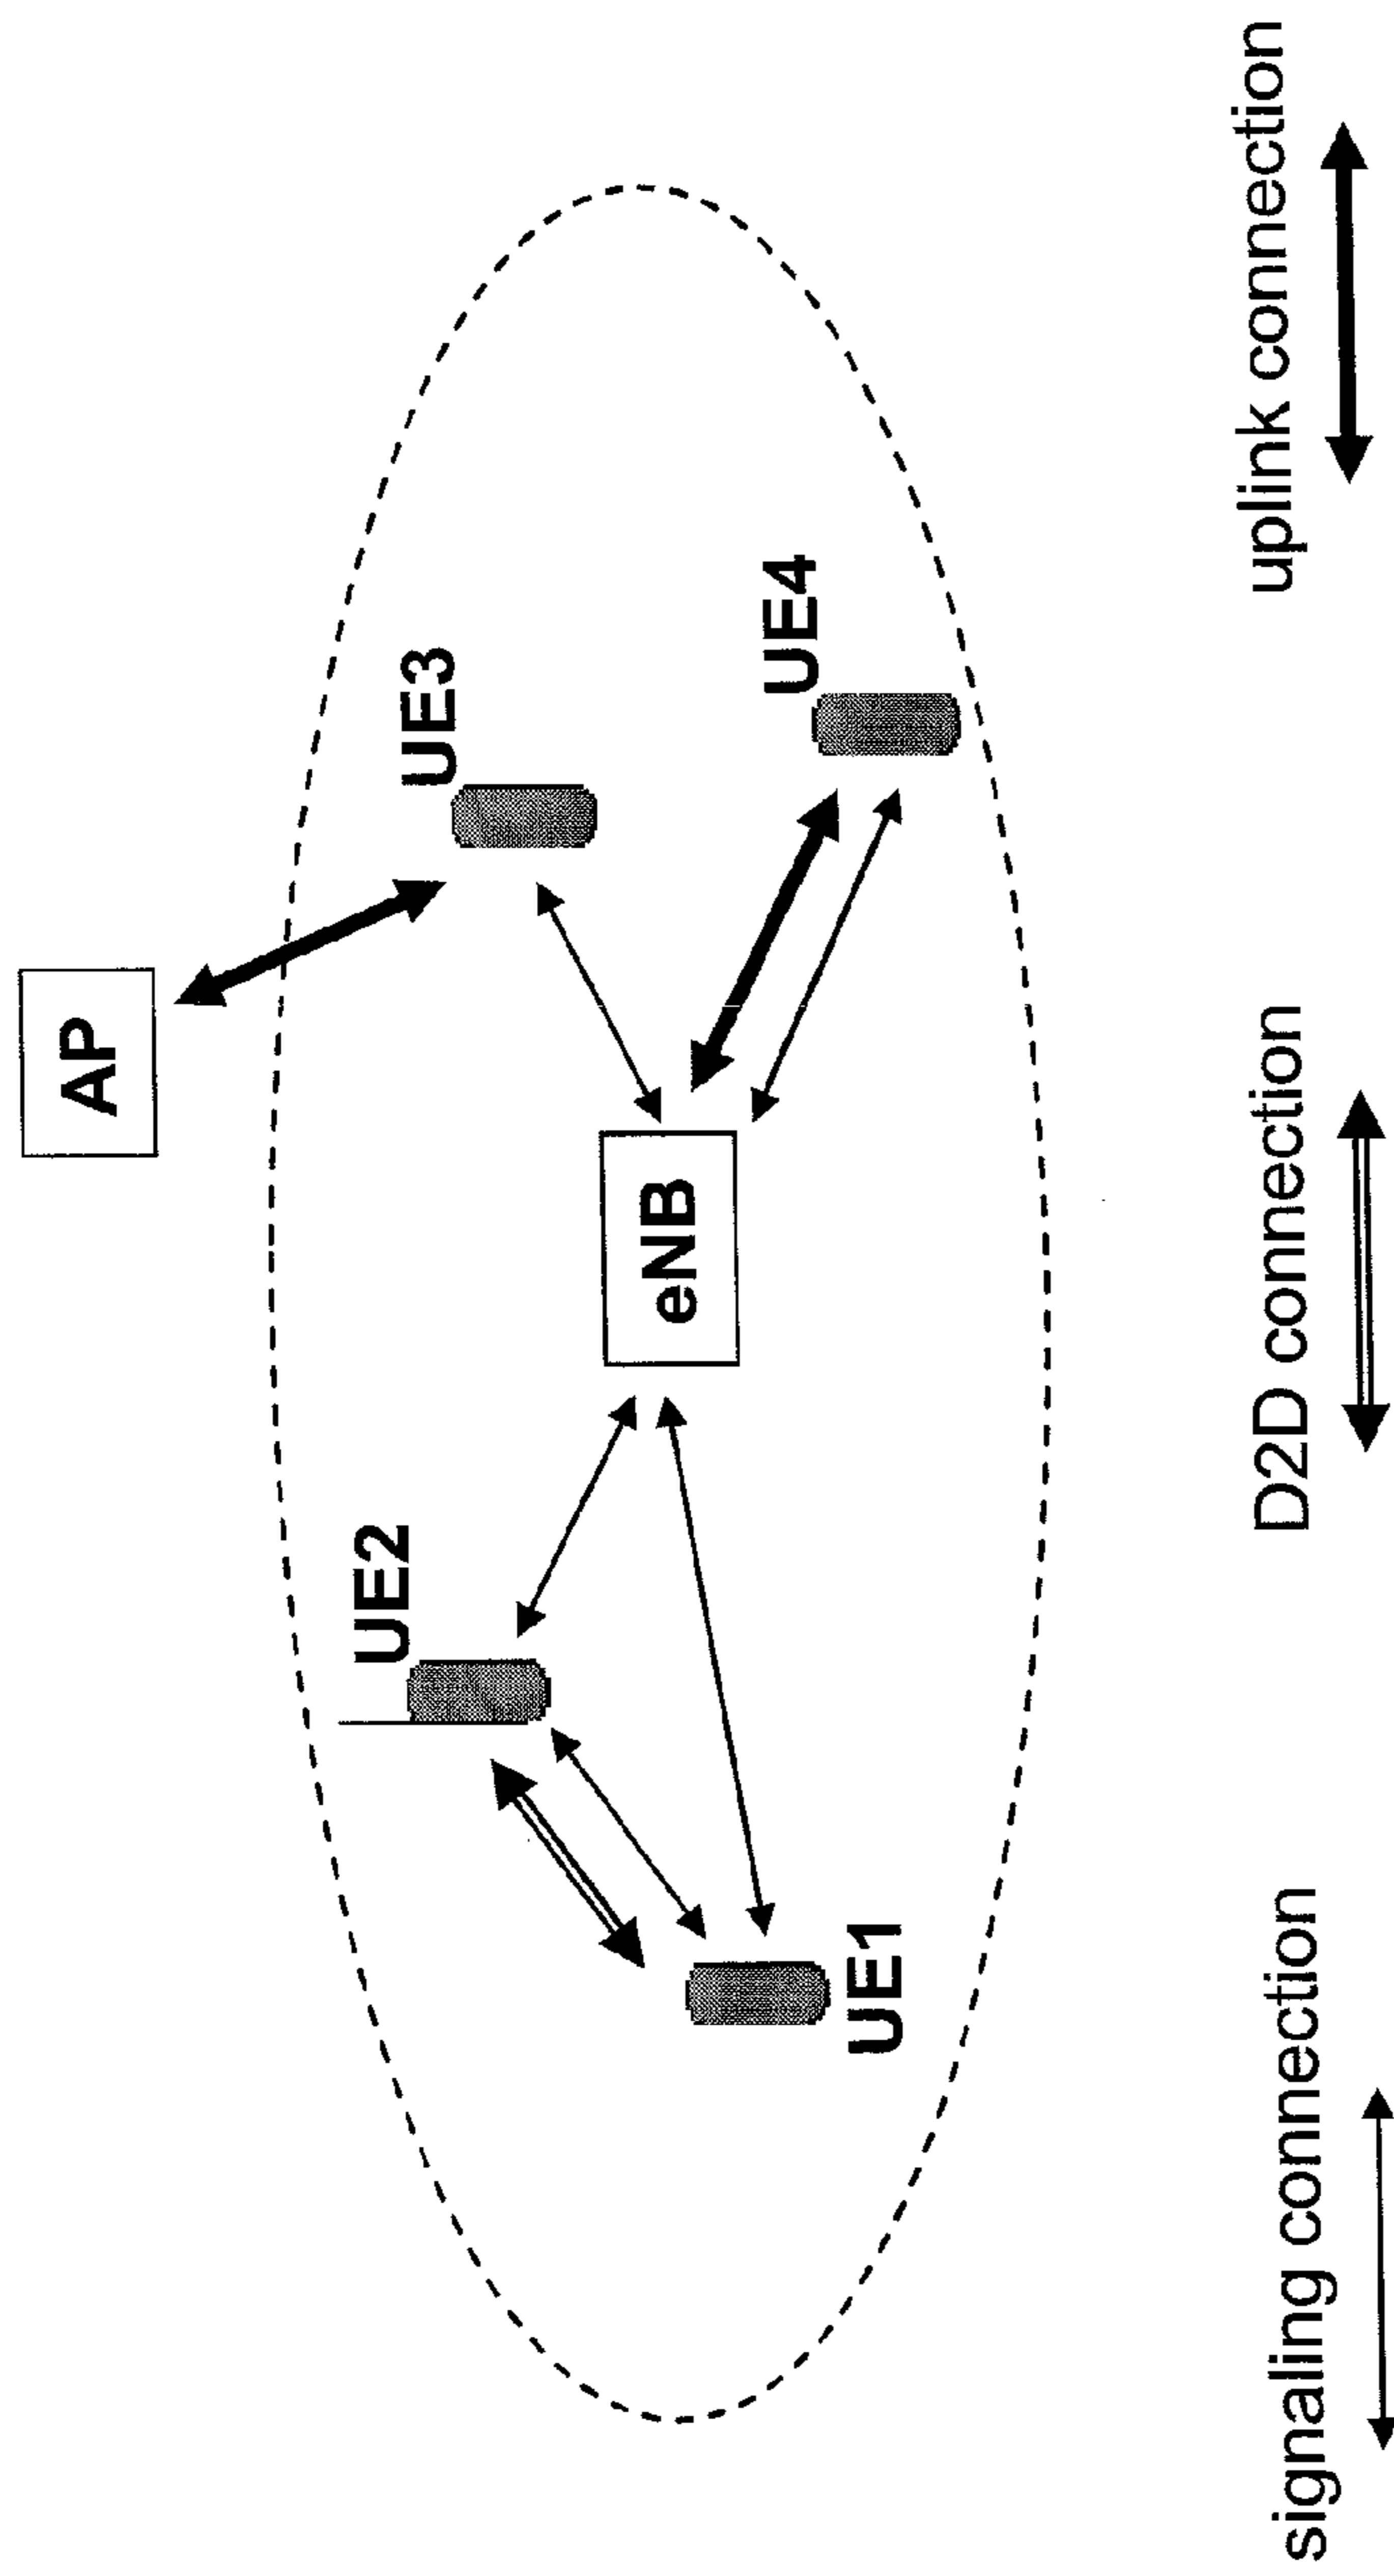 AP
UE3
UE2
UE4
eNB
UE1
signaling connection
D2D connection
uplink connection